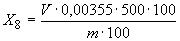 X₈ = (V · 0,00355 · 500 · 100) / (m · 100)